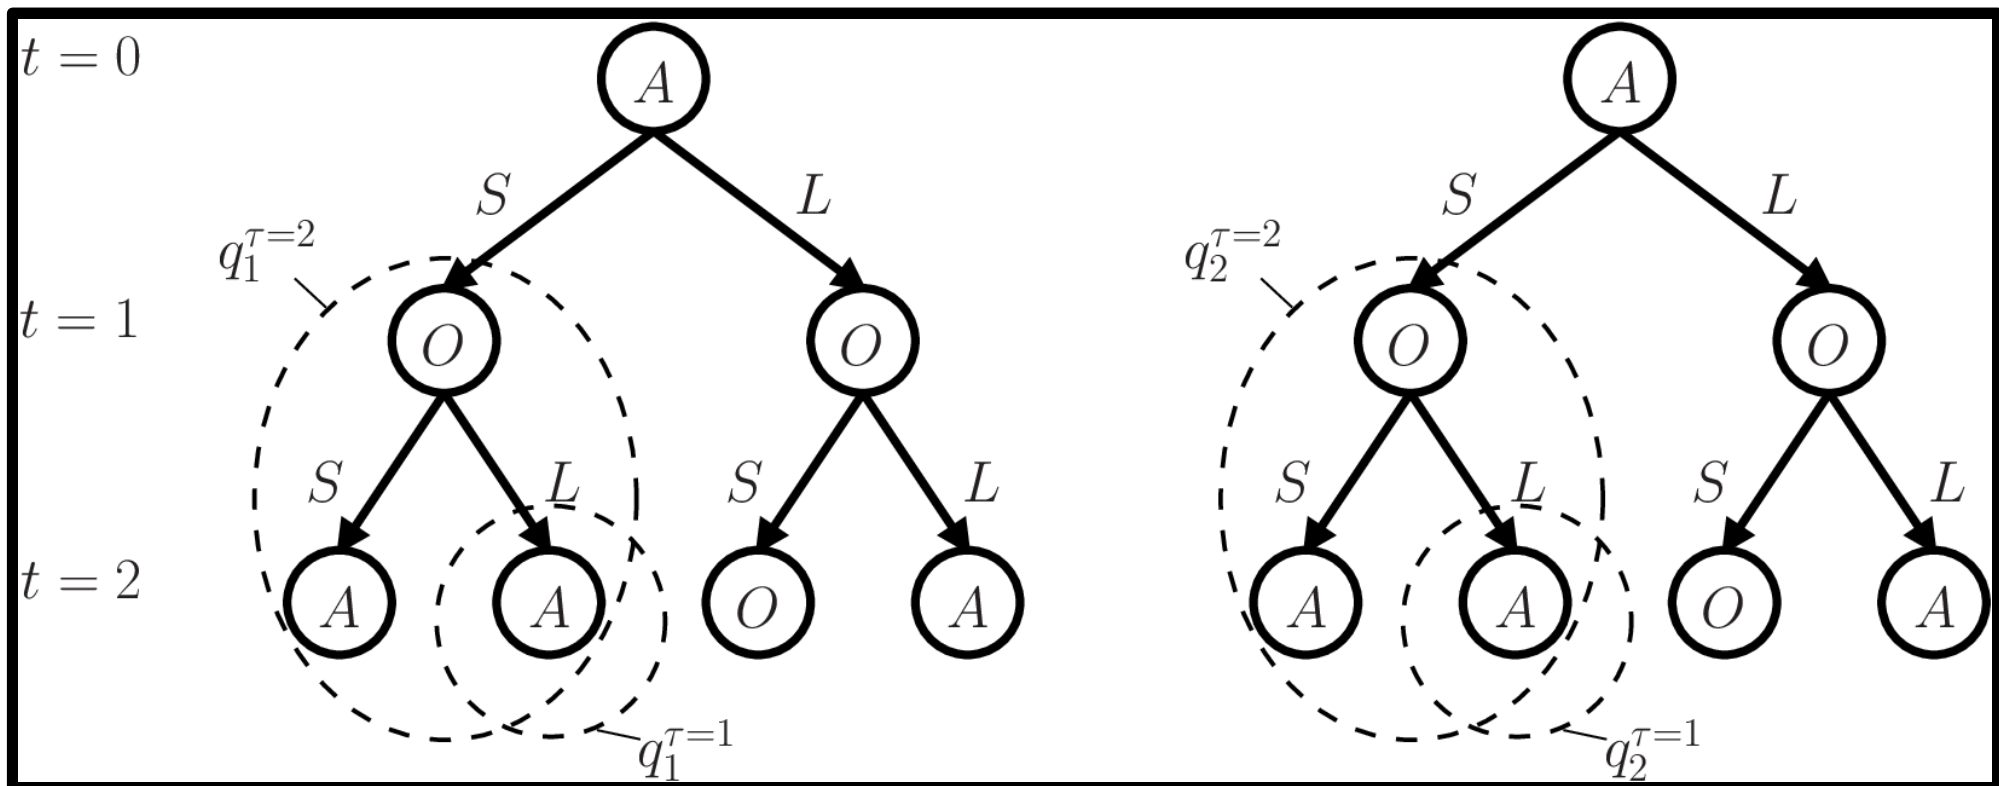 t = 0
A
A
S
L
S
L
q_1^{τ=2}
q_2^{τ=2}
t = 1
O
O
O
O
S
L
S
L
S
L
S
L
t = 2
A
A
O
A
A
A
O
A
q_1^{τ=1}
q_2^{τ=1}